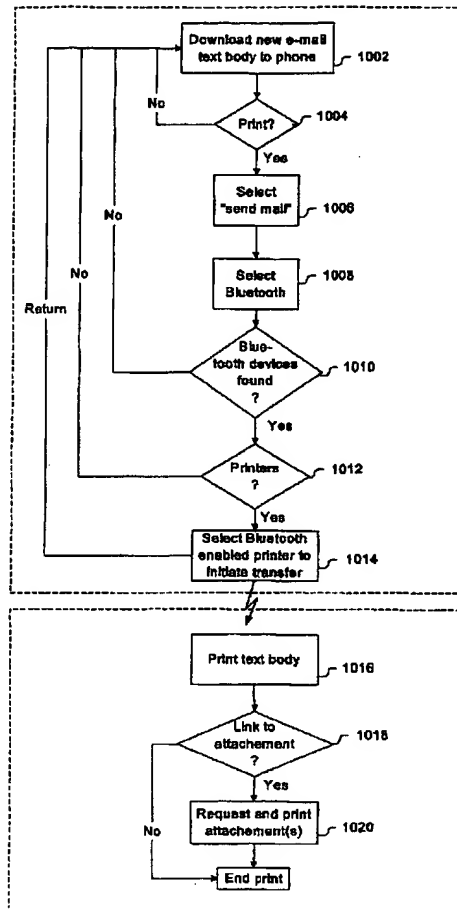 Download new e-mail
text body to phone
1002
No
Print?
1004
Yes
Select
"send mail"
1006
No
Select
Bluetooth
1008
No
Return
Blue-
tooth devices
found
?
1010
Yes
Printers
?
1012
Yes
Select Bluetooth
enabled printer to
initiate transfer
1014
Print text body
1016
Link to
attachement
?
1018
Yes
Request and print
attachement(s)
1020
No
End print